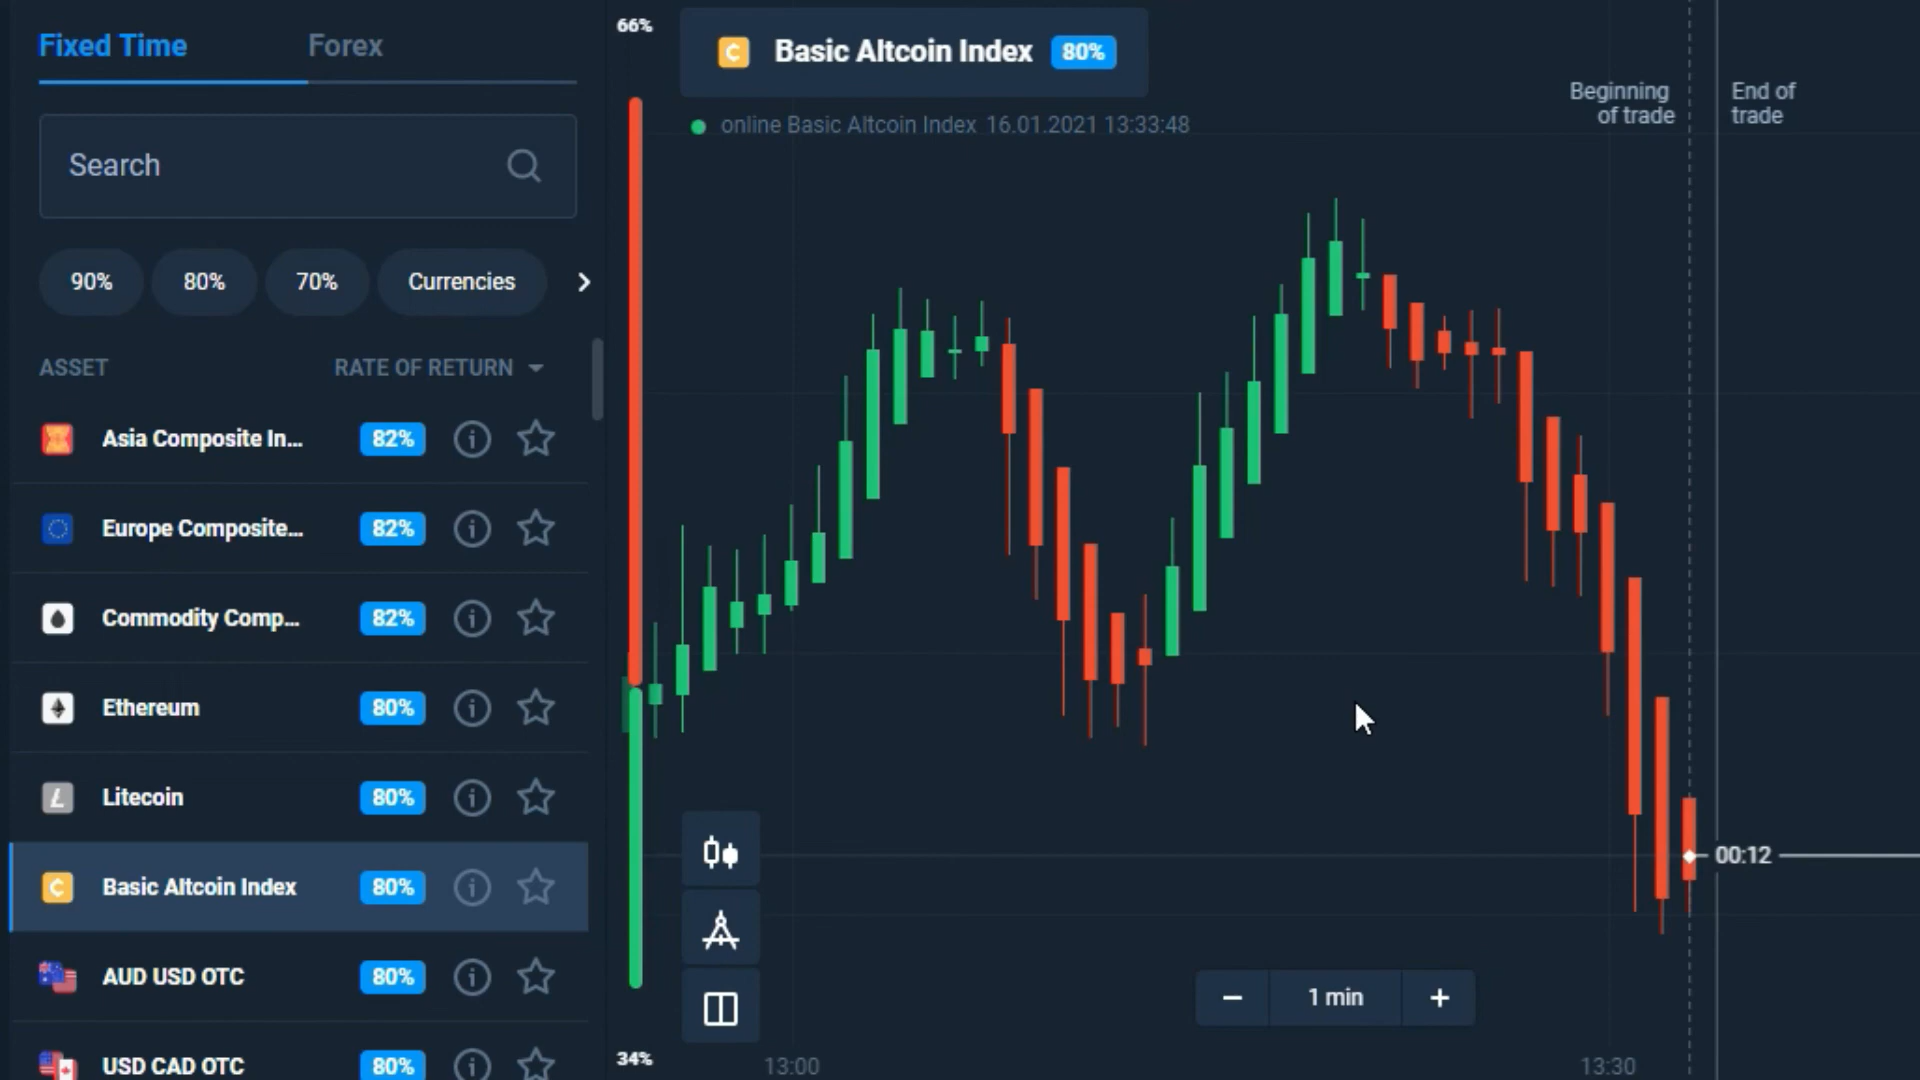 Fixed Time
Forex
Search
90%
80%
70%
Currencies
ASSET
RATE OF RETURN
Asia Composite In...
82%
Europe Composite...
82%
Commodity Comp...
82%
Ethereum
80%
Litecoin
80%
Basic Altcoin Index
80%
AUD USD OTC
80%
USD CAD OTC
80%
66%
34%
Basic Altcoin Index
80%
online Basic Altcoin Index 16.01.2021 13:33:48
Beginning
of trade
End of
trade
00:12
1 min
13:00
13:30